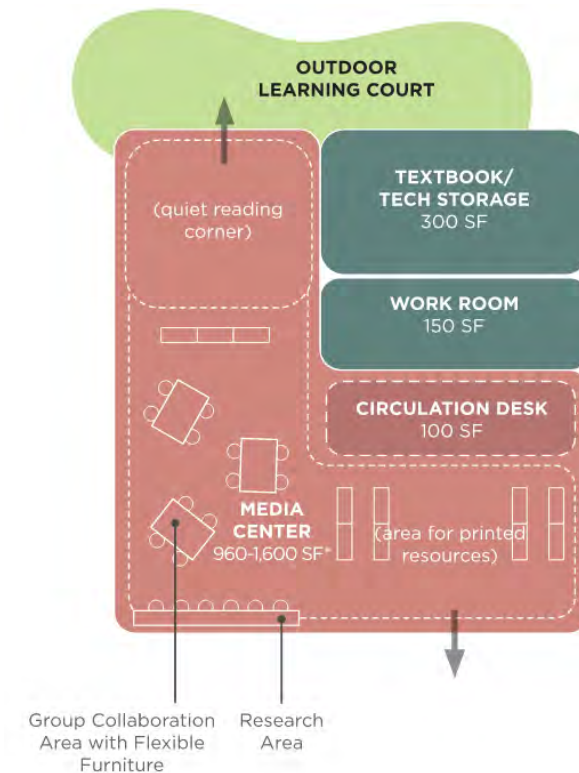 OUTDOOR
LEARNING COURT
(quiet reading
corner)
TEXTBOOK/
TECH STORAGE
300 SF
WORK ROOM
150 SF
CIRCULATION DESK
100 SF
MEDIA
CENTER
960-1,600 SF*
(area for printed
resources)
Group Collaboration
Area with Flexible
Furniture
Research
Area